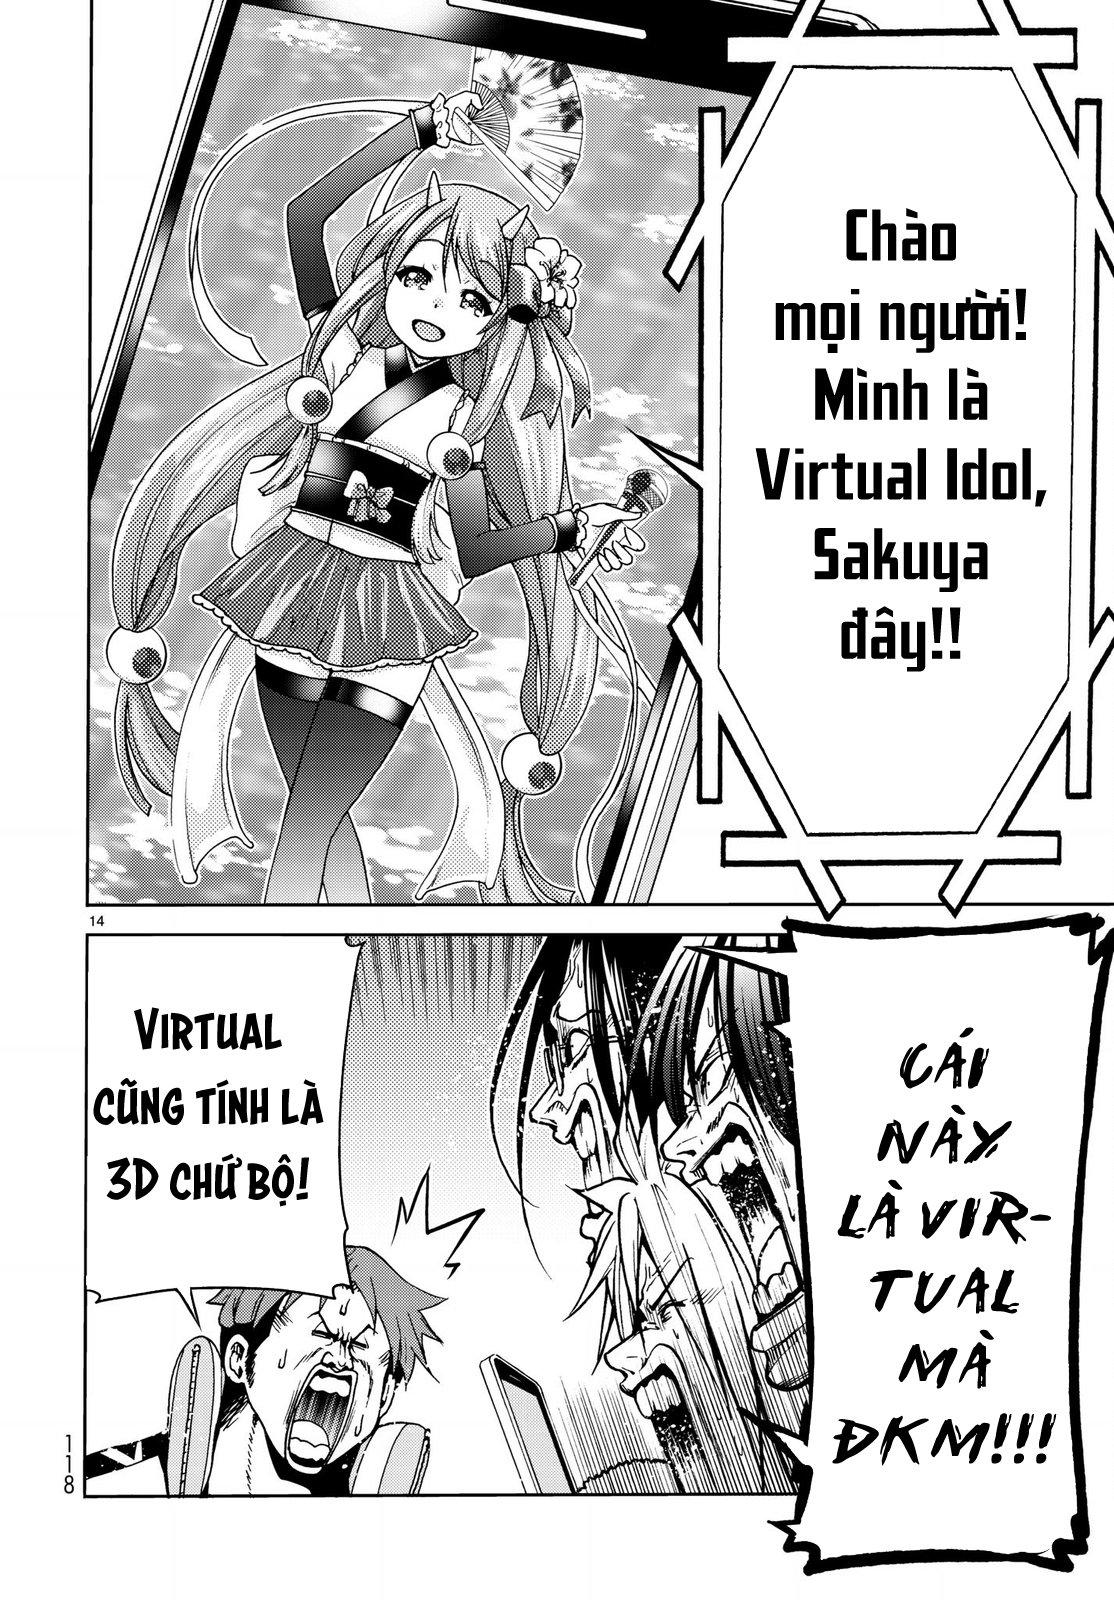 Chào
mọi người!
Mình là
Virtual Idol,
Sakuya
đây!!
14
CÁI
NÀY
LÀ VIR-
TUAL
MÀ
ĐKM!!!
VIRTUAL
CŨNG TÍNH LÀ
3D CHỨ BỘ!
118